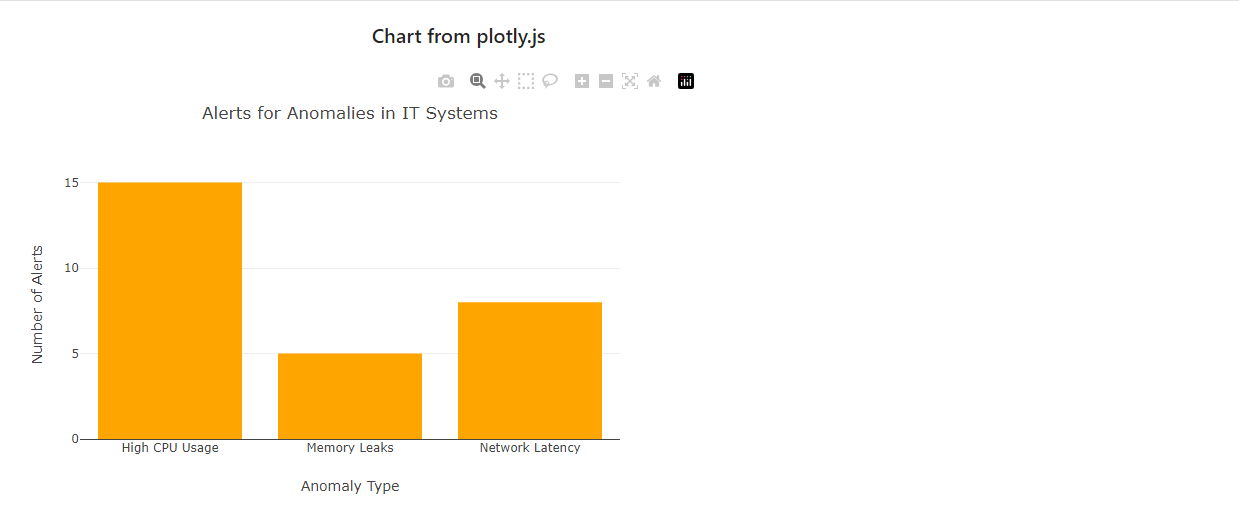 Chart from plotly.js
Alerts for Anomalies in IT Systems
15
10
5
0
Number of Alerts
High CPU Usage
Memory Leaks
Network Latency
Anomaly Type